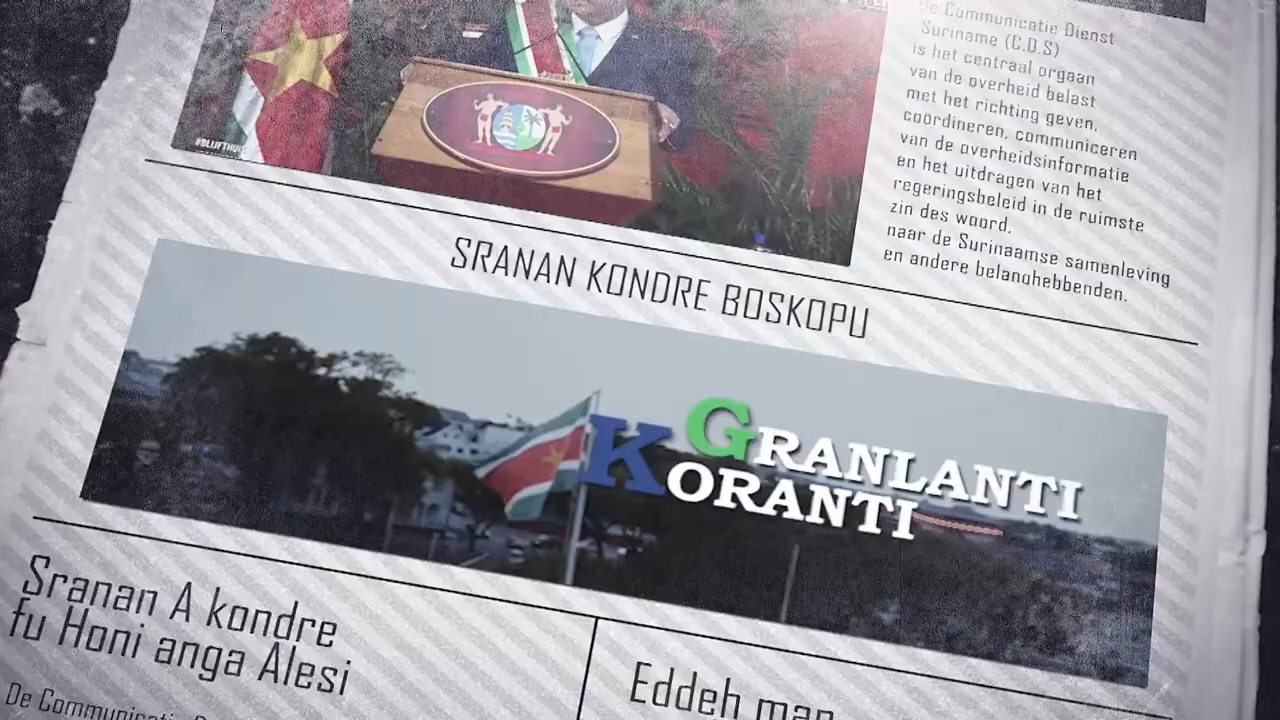 De Communicatie Dienst
Suriname (C.D.S)
is het centraal orgaan
van de overheid belast
met het richting geven,
coördineren, communiceren
van de overheidsinformatie
en het uitdragen van het
regeringsbeleid in de ruimste
zin des woord.
naar de Surinaamse samenleving
en andere belanghebbenden.
SRANAN KONDRE BOSKOPU
GRANLANTI
KORANTI
Sranan A kondre
fu Honi anga Alesi
Eddeh man
De